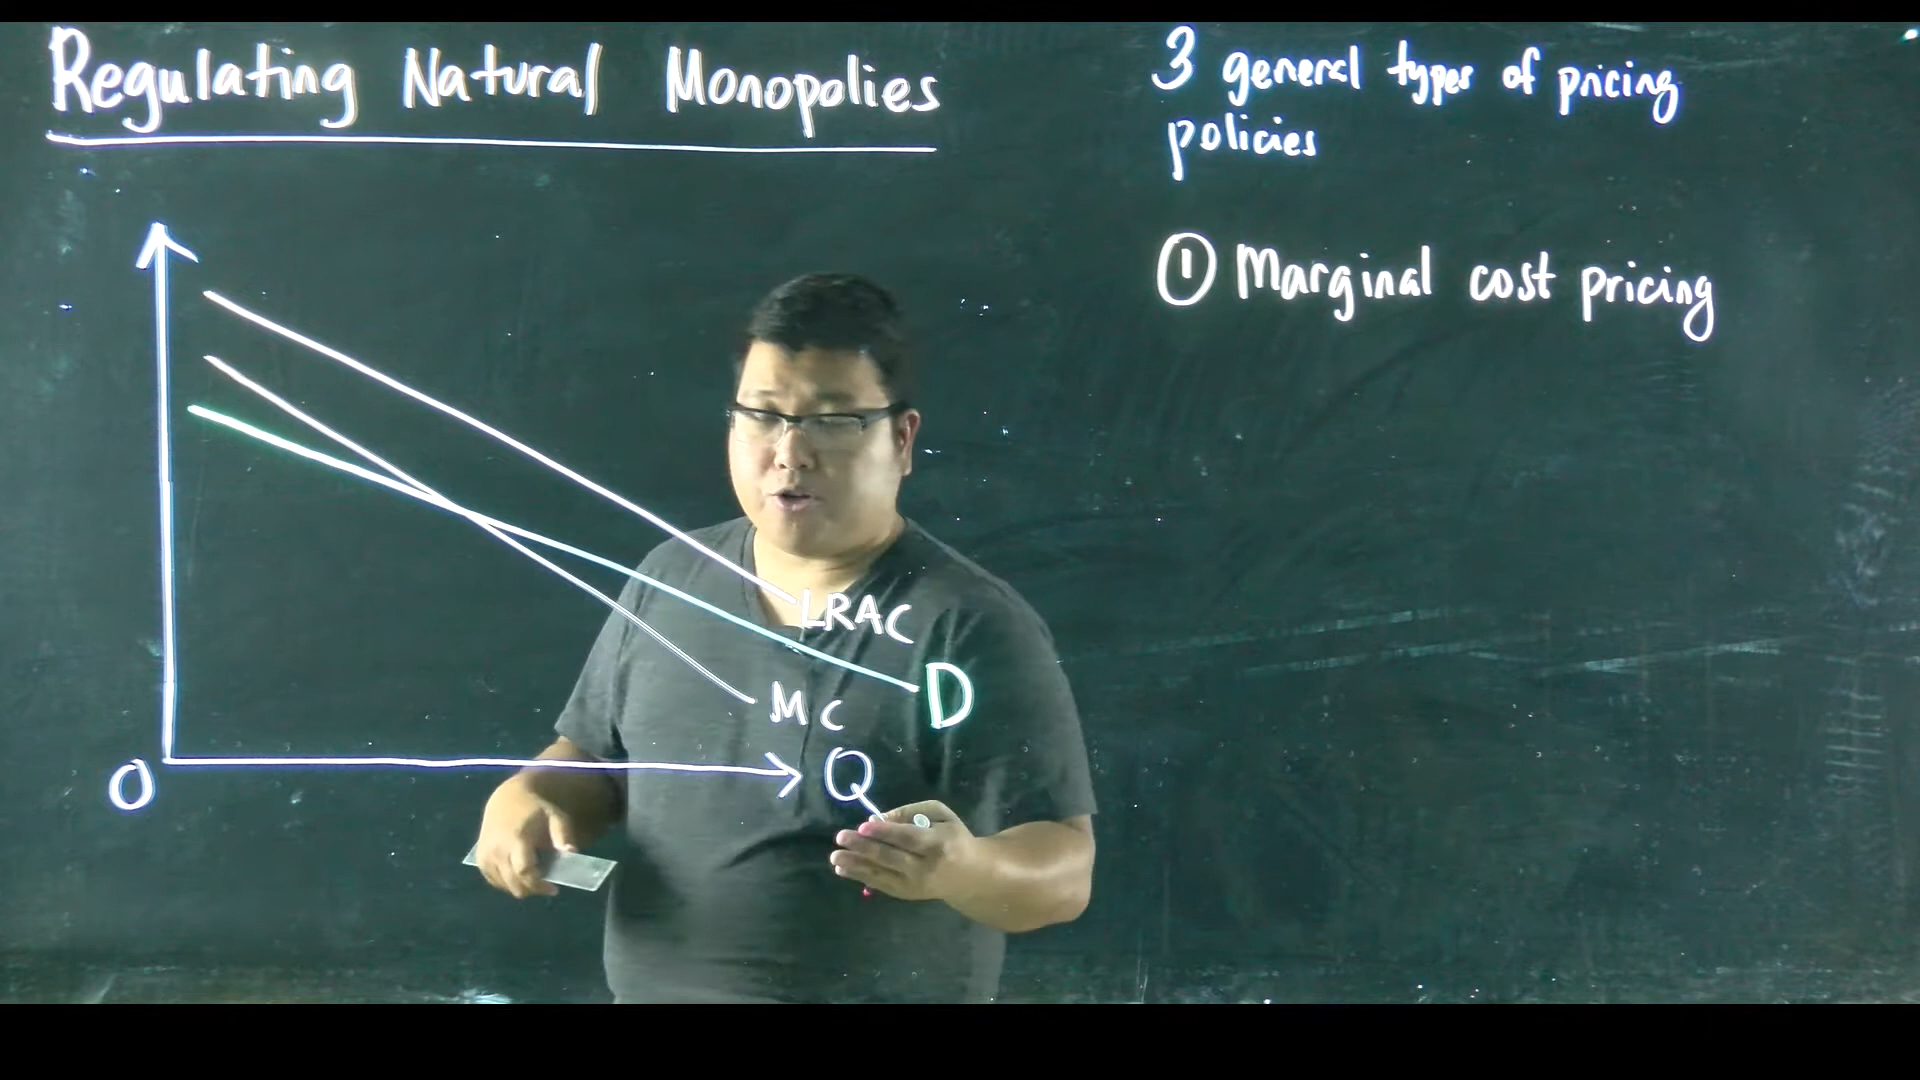 Regulating Natural Monopolies
3 general types of pricing
policies
① Marginal cost pricing
LRAC
D
MC
Q
O